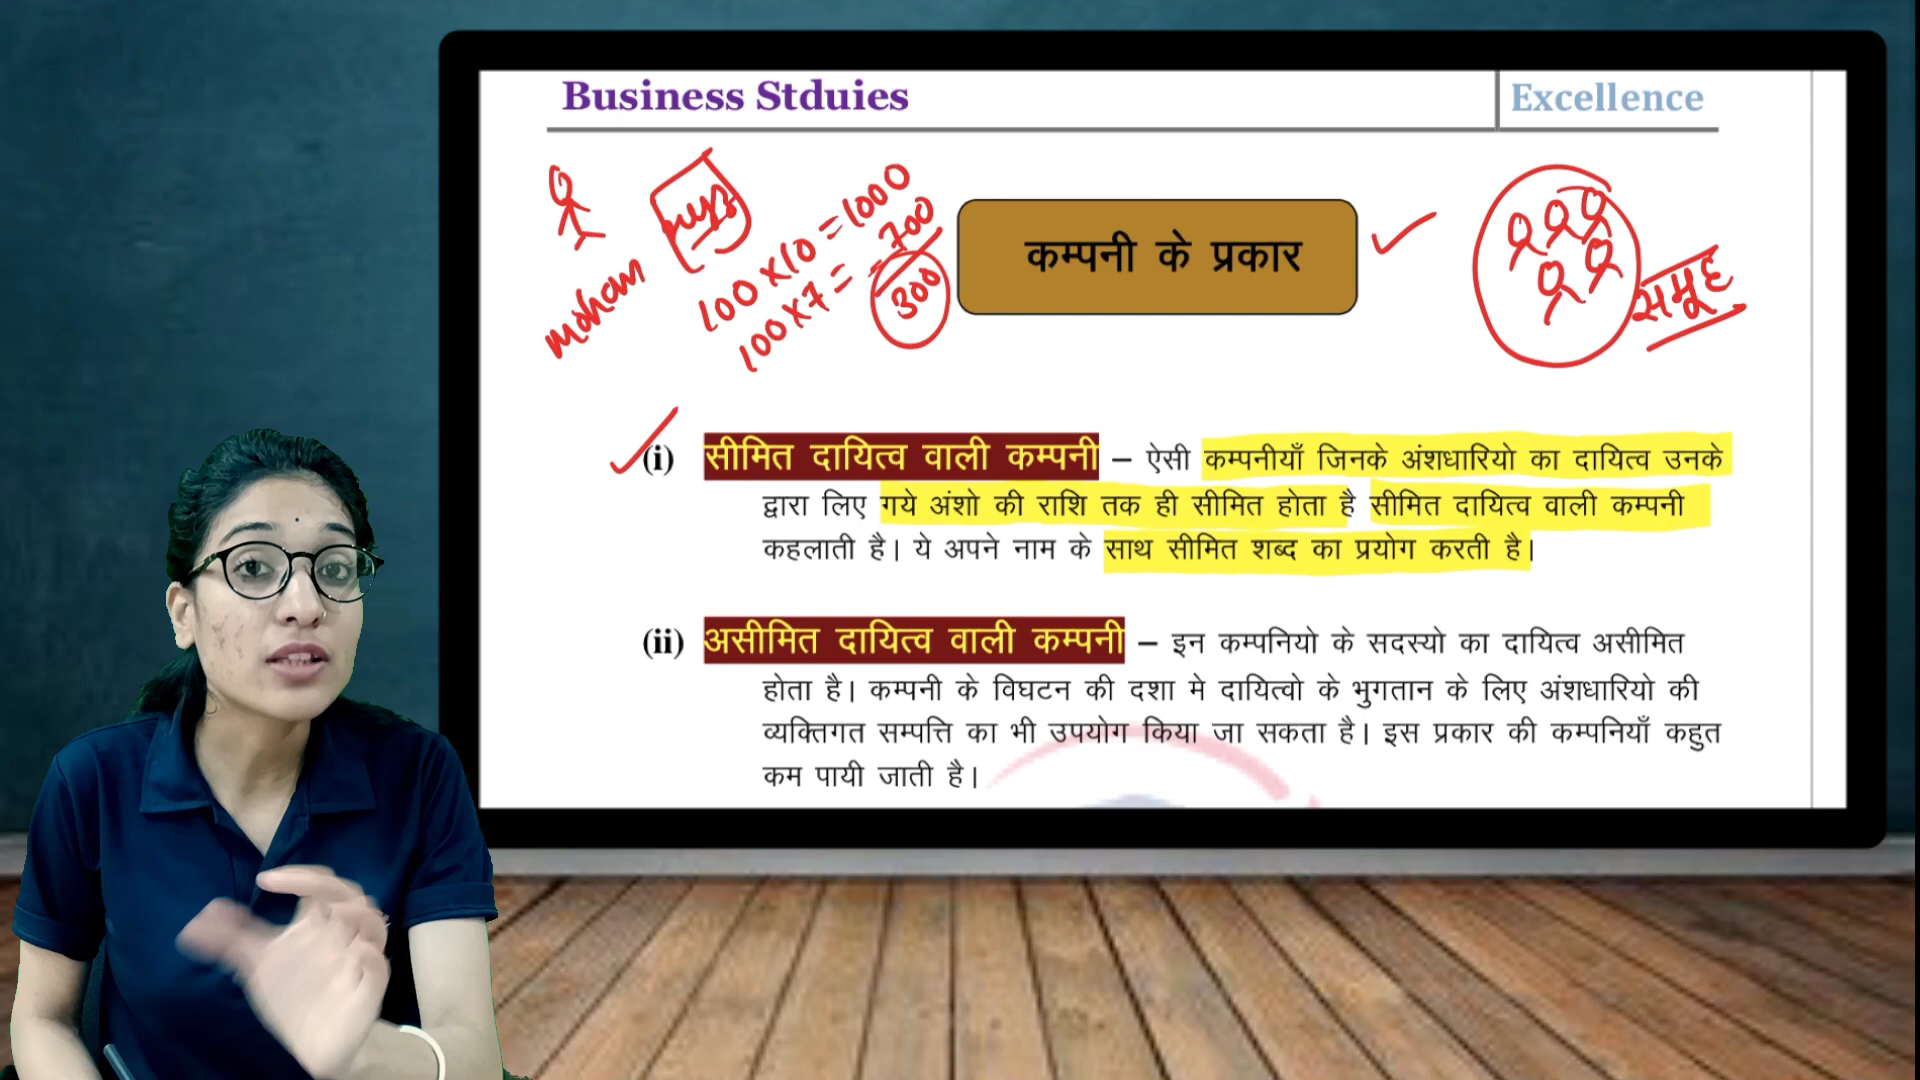 Business Stduies
Excellence
mohan
100 x 10 = 1000
100 x 7 = - 700
300
कम्पनी के प्रकार
समूह
(i) सीमित दायित्व वाली कम्पनी – ऐसी कम्पनीयाँ जिनके अंशधारियो का दायित्व उनके
द्वारा लिए गये अंशो की राशि तक ही सीमित होता है सीमित दायित्व वाली कम्पनी
कहलाती है। ये अपने नाम के साथ सीमित शब्द का प्रयोग करती है।
(ii) असीमित दायित्व वाली कम्पनी – इन कम्पनियो के सदस्यो का दायित्व असीमित
होता है। कम्पनी के विघटन की दशा मे दायित्वो के भुगतान के लिए अंशधारियो की
व्यक्तिगत सम्पत्ति का भी उपयोग किया जा सकता है। इस प्रकार की कम्पनियाँ कहुत
कम पायी जाती है।